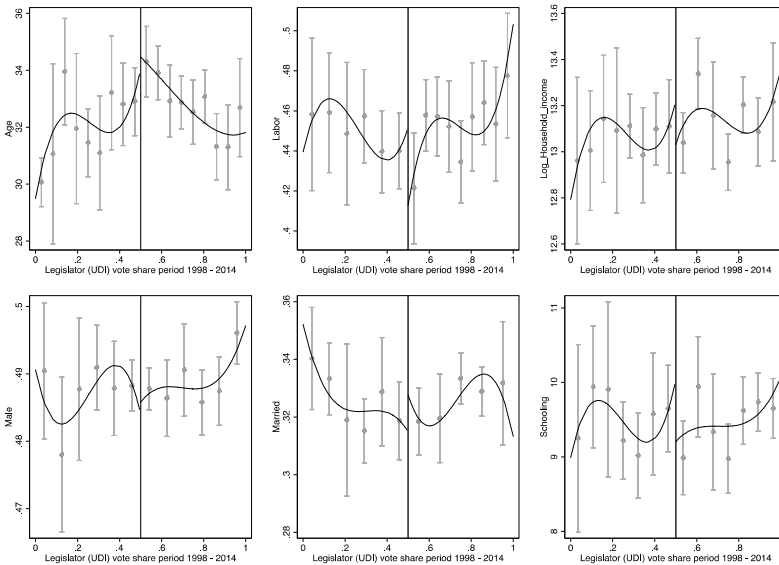 36
34
32
30
28
Age
0 .2 .4 .6 .8 1
Legislator (UDI) vote share period 1998 - 2014
.5
.48
.46
.44
.42
.4
Labor
0 .2 .4 .6 .8 1
Legislator (UDI) vote share period 1998 - 2014
13.6
13.4
13.2
13
12.8
12.6
Log_Household_income
0 .2 .4 .6 .8 1
Legislator (UDI) vote share period 1998 - 2014
.5
.49
.48
.47
Male
0 .2 .4 .6 .8 1
Legislator (UDI) vote share period 1998 - 2014
.36
.34
.32
.3
.28
Married
0 .2 .4 .6 .8 1
Legislator (UDI) vote share period 1998 - 2014
11
10
9
8
Schooling
0 .2 .4 .6 .8 1
Legislator (UDI) vote share period 1998 - 2014